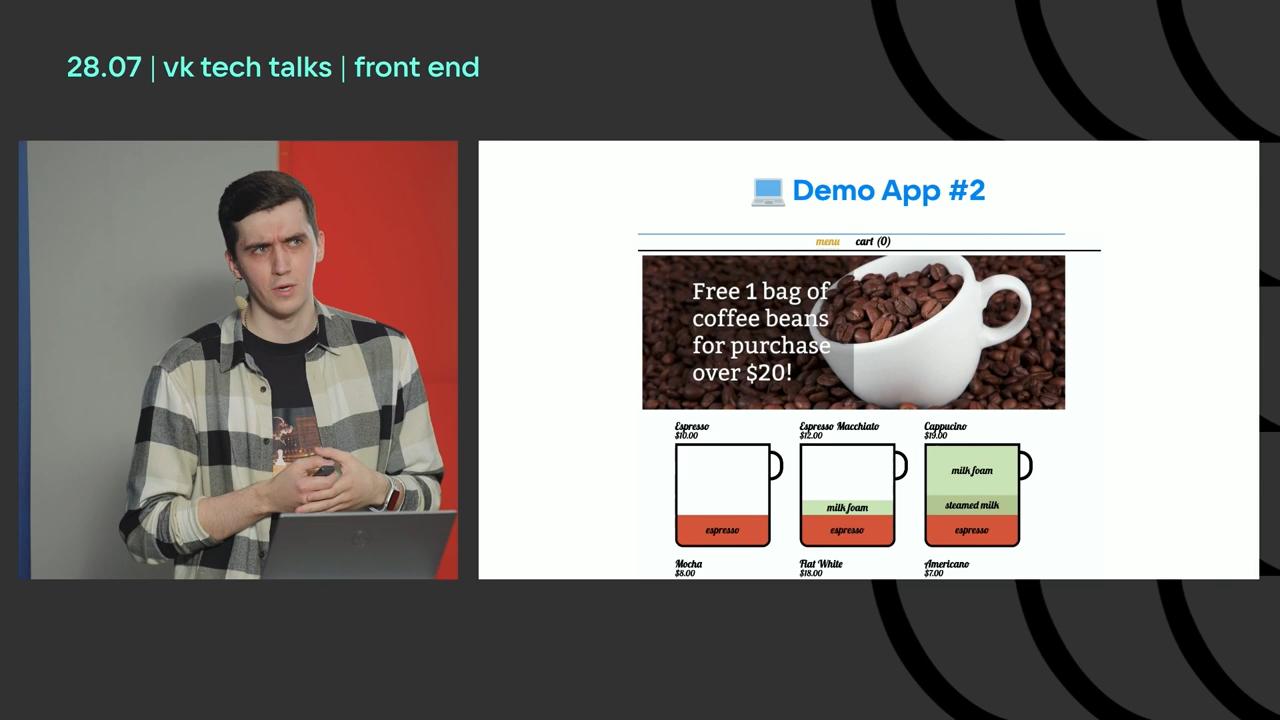 28.07 | vk tech talks | front end
Demo App #2
menu cart (0)
Free 1 bag of
coffee beans
for purchase
over $20!
Espresso
$10.00
espresso
Espresso Macchiato
$12.00
milk foam
espresso
Cappucino
$19.00
milk foam
steamed milk
espresso
Mocha
$8.00
Flat White
$18.00
Americano
$7.00